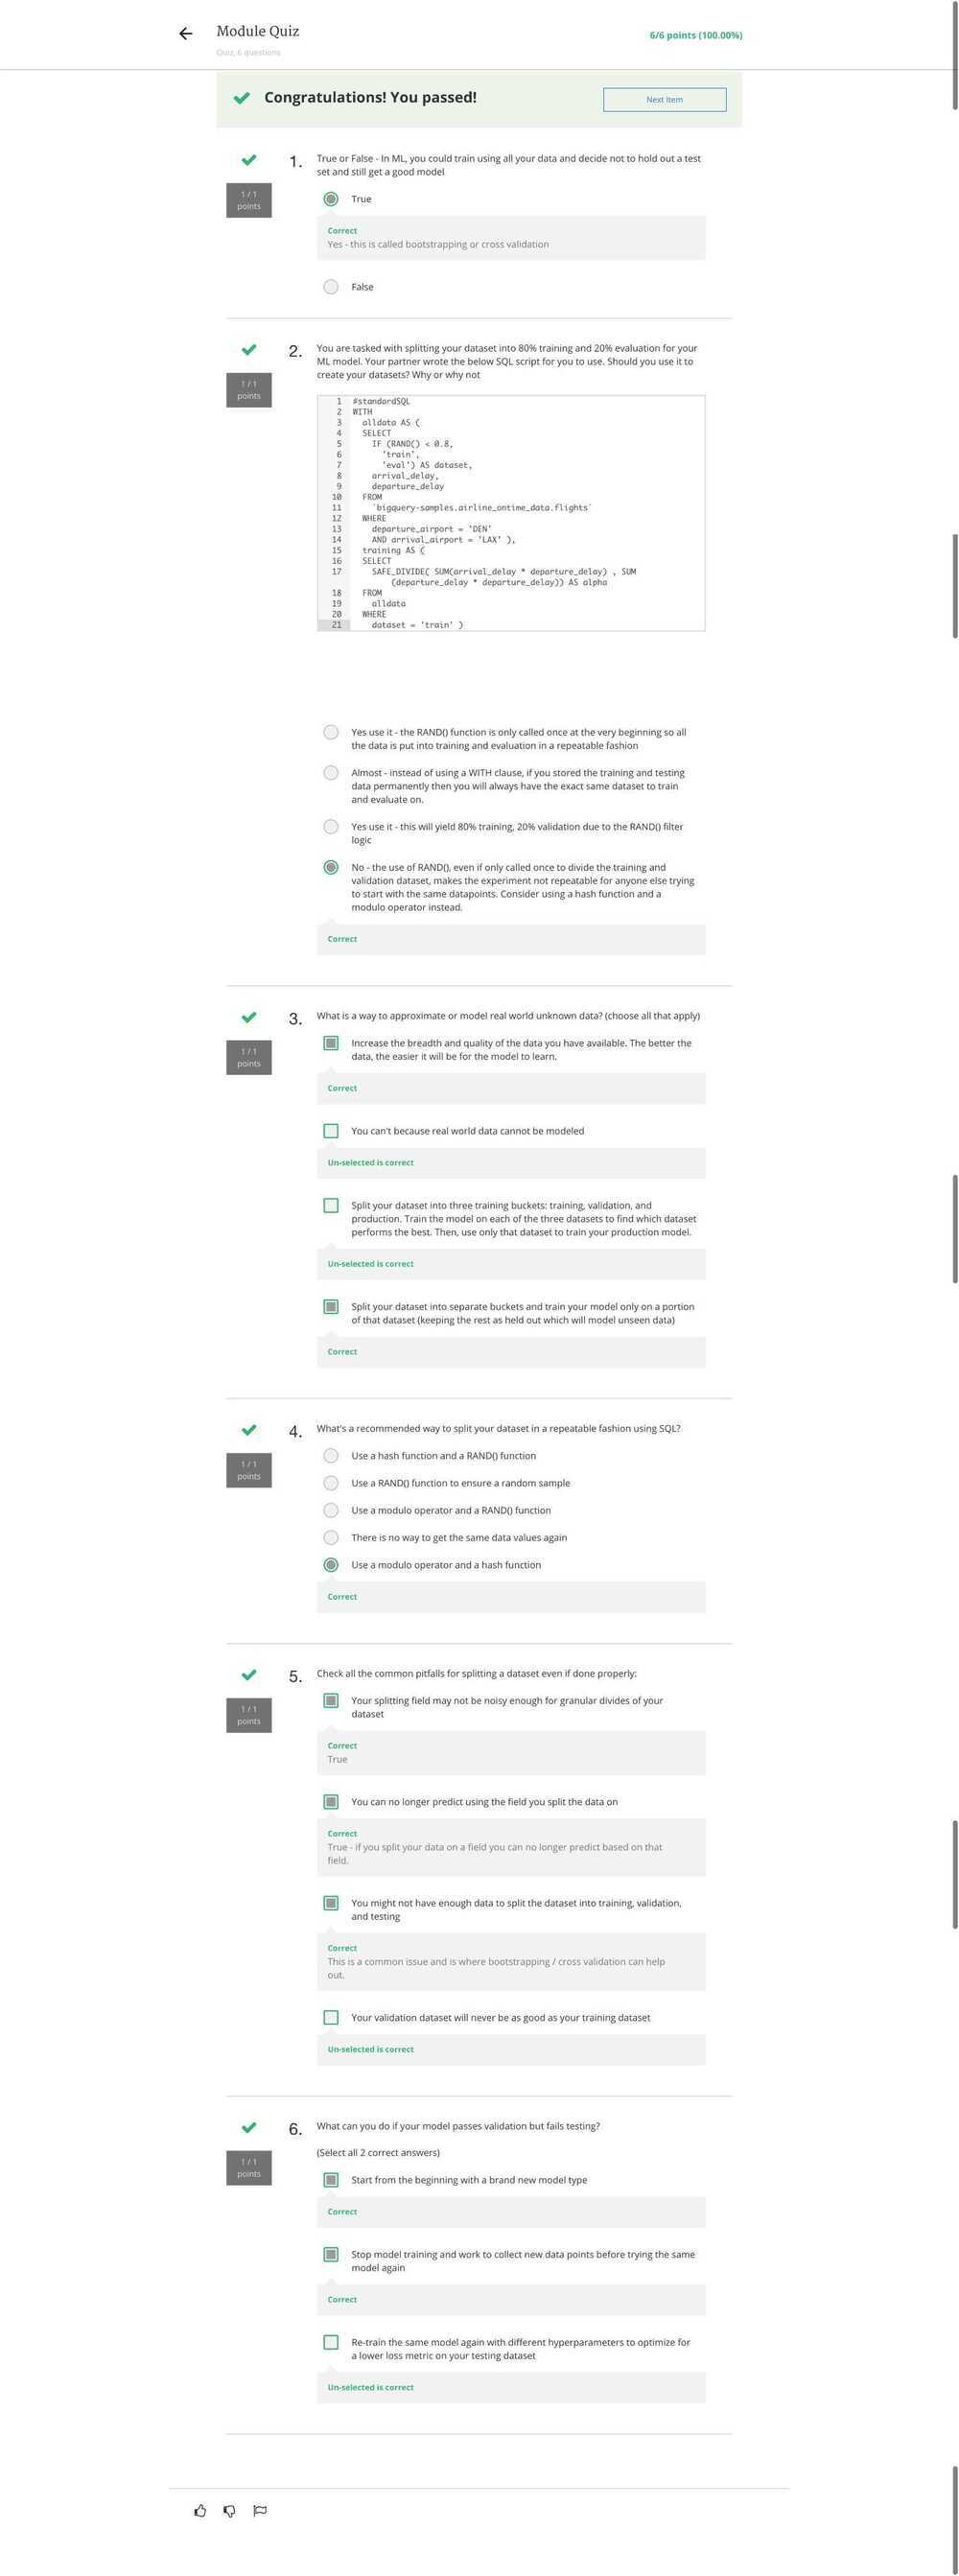 Module Quiz
6/6 points (100.00%)
Quiz, 6 questions
Congratulations! You passed!
Next Item
1 / 1
points
1.
True or False - In ML, you could train using all your data and decide not to hold out a test
set and still get a good model
True
Correct
Yes - this is called bootstrapping or cross validation
False
1 / 1
points
2.
You are tasked with splitting your dataset into 80% training and 20% evaluation for your
ML model. Your partner wrote the below SQL script for you to use. Should you use it to
create your datasets? Why or why not
1 #standardSQL
2 WITH
3 alldata AS (
4 SELECT
5 IF (RAND() < 0.8,
6 'train',
7 'eval') AS dataset,
8 arrival_delay,
9 departure_delay
10 FROM
11 `bigquery-samples.airline_ontime_data.flights`
12 WHERE
13 departure_airport = 'DEN'
14 AND arrival_airport = 'LAX' ),
15 training AS (
16 SELECT
17 SAFE_DIVIDE( SUM(arrival_delay * departure_delay) , SUM
(departure_delay * departure_delay)) AS alpha
18 FROM
19 alldata
20 WHERE
21 dataset = 'train' )
Yes use it - the RAND() function is only called once at the very beginning so all
the data is put into training and evaluation in a repeatable fashion
Almost - instead of using a WITH clause, if you stored the training and testing
data permanently then you will always have the exact same dataset to train
and evaluate on.
Yes use it - this will yield 80% training, 20% validation due to the RAND() filter
logic
No - the use of RAND(), even if only called once to divide the training and
validation dataset, makes the experiment not repeatable for anyone else trying
to start with the same datapoints. Consider using a hash function and a
modulo operator instead.
Correct
1 / 1
points
3.
What is a way to approximate or model real world unknown data? (choose all that apply)
Increase the breadth and quality of the data you have available. The better the
data, the easier it will be for the model to learn.
Correct
You can't because real world data cannot be modeled
Un-selected is correct
Split your dataset into three training buckets: training, validation, and
production. Train the model on each of the three datasets to find which dataset
performs the best. Then, use only that dataset to train your production model.
Un-selected is correct
Split your dataset into separate buckets and train your model only on a portion
of that dataset (keeping the rest as held out which will model unseen data)
Correct
1 / 1
points
4.
What's a recommended way to split your dataset in a repeatable fashion using SQL?
Use a hash function and a RAND() function
Use a RAND() function to ensure a random sample
Use a modulo operator and a RAND() function
There is no way to get the same data values again
Use a modulo operator and a hash function
Correct
1 / 1
points
5.
Check all the common pitfalls for splitting a dataset even if done properly:
Your splitting field may not be noisy enough for granular divides of your
dataset
Correct
True
You can no longer predict using the field you split the data on
Correct
True - if you split your data on a field you can no longer predict based on that
field.
You might not have enough data to split the dataset into training, validation,
and testing
Correct
This is a common issue and is where bootstrapping / cross validation can help
out.
Your validation dataset will never be as good as your training dataset
Un-selected is correct
1 / 1
points
6.
What can you do if your model passes validation but fails testing?
(Select all 2 correct answers)
Start from the beginning with a brand new model type
Correct
Stop model training and work to collect new data points before trying the same
model again
Correct
Re-train the same model again with different hyperparameters to optimize for
a lower loss metric on your testing dataset
Un-selected is correct